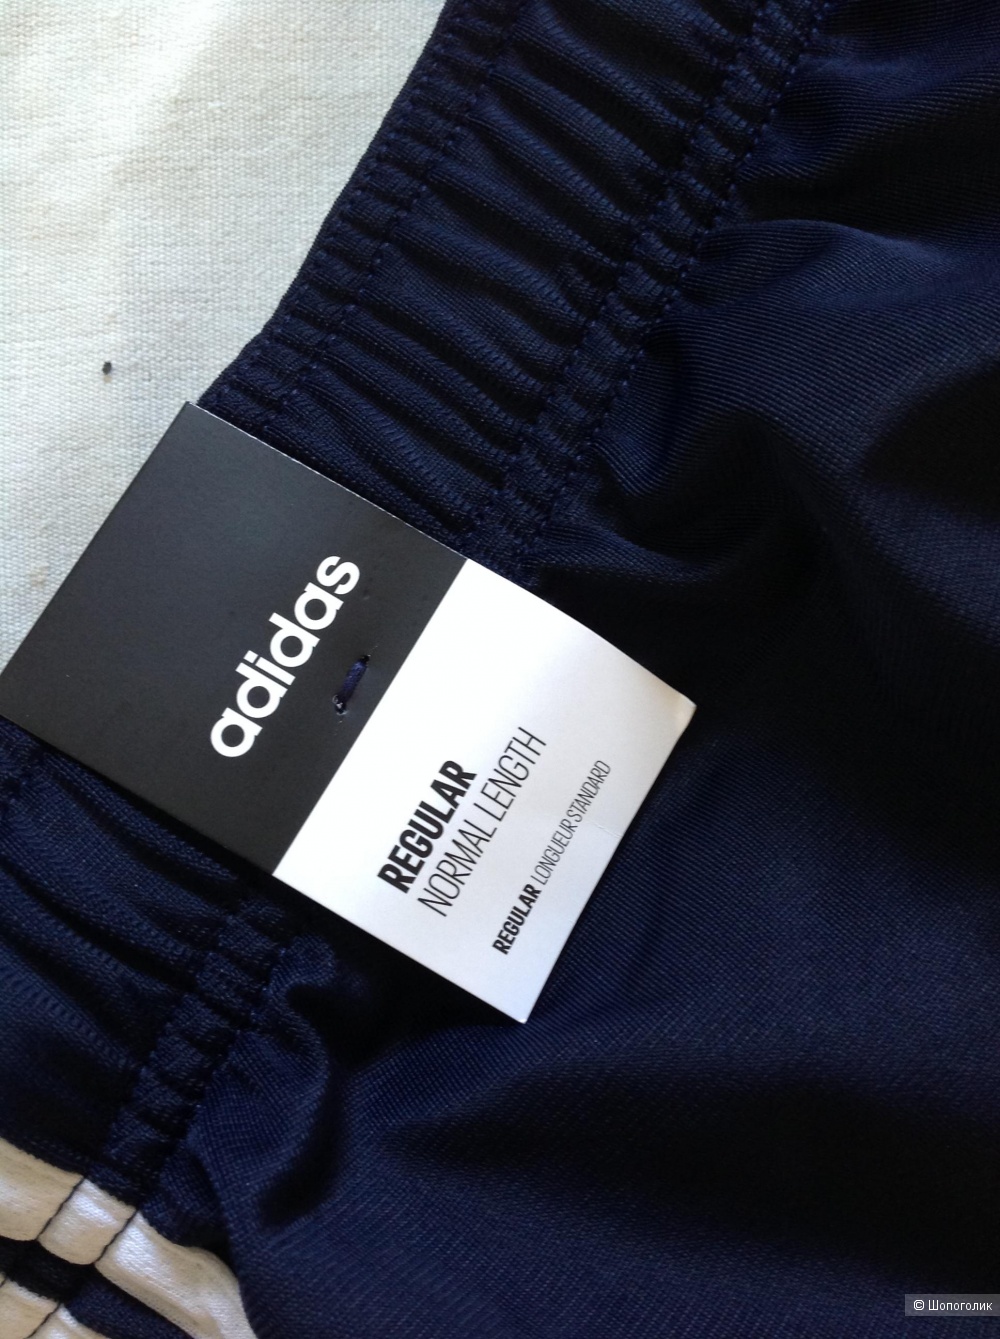 adidas
REGULAR
NORMAL LENGTH
REGULAR LONGUEUR STANDARD
© Шопоголик